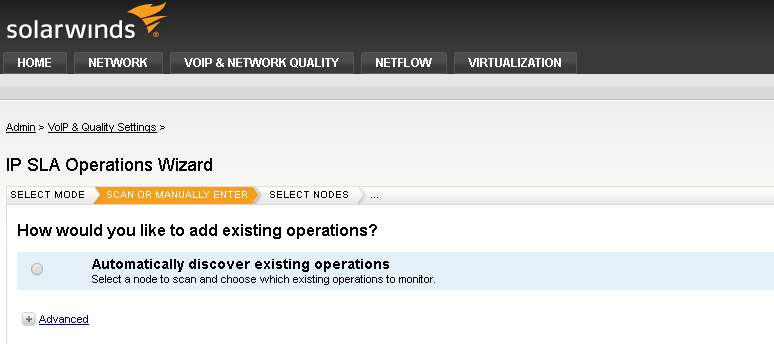 solarwinds
HOME NETWORK VOIP & NETWORK QUALITY NETFLOW VIRTUALIZATION
Admin > VoIP & Quality Settings >
IP SLA Operations Wizard
SELECT MODE SCAN OR MANUALLY ENTER SELECT NODES ...
How would you like to add existing operations?
Automatically discover existing operations
Select a node to scan and choose which existing operations to monitor.
Advanced